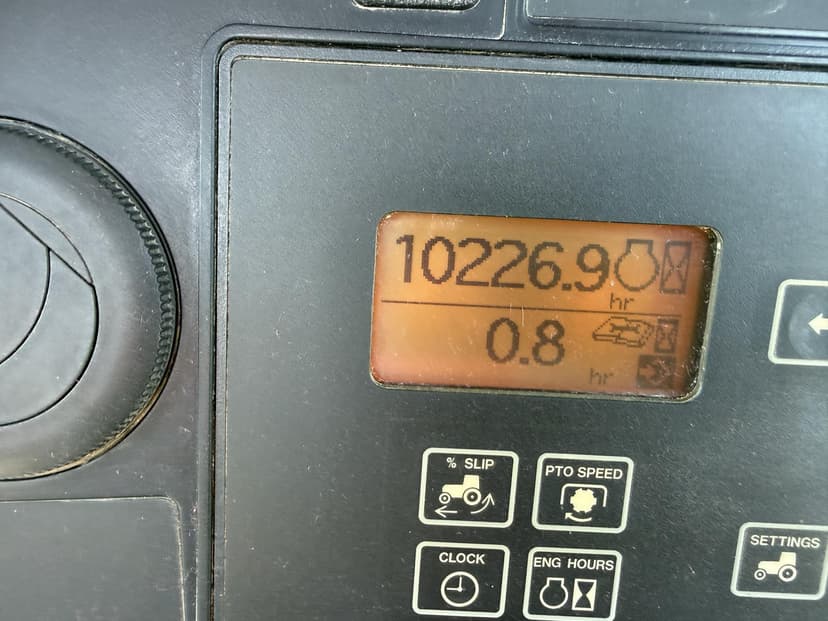 10226.9
hr
0.8
hr
% SLIP
PTO SPEED
CLOCK
ENG HOURS
SETTINGS